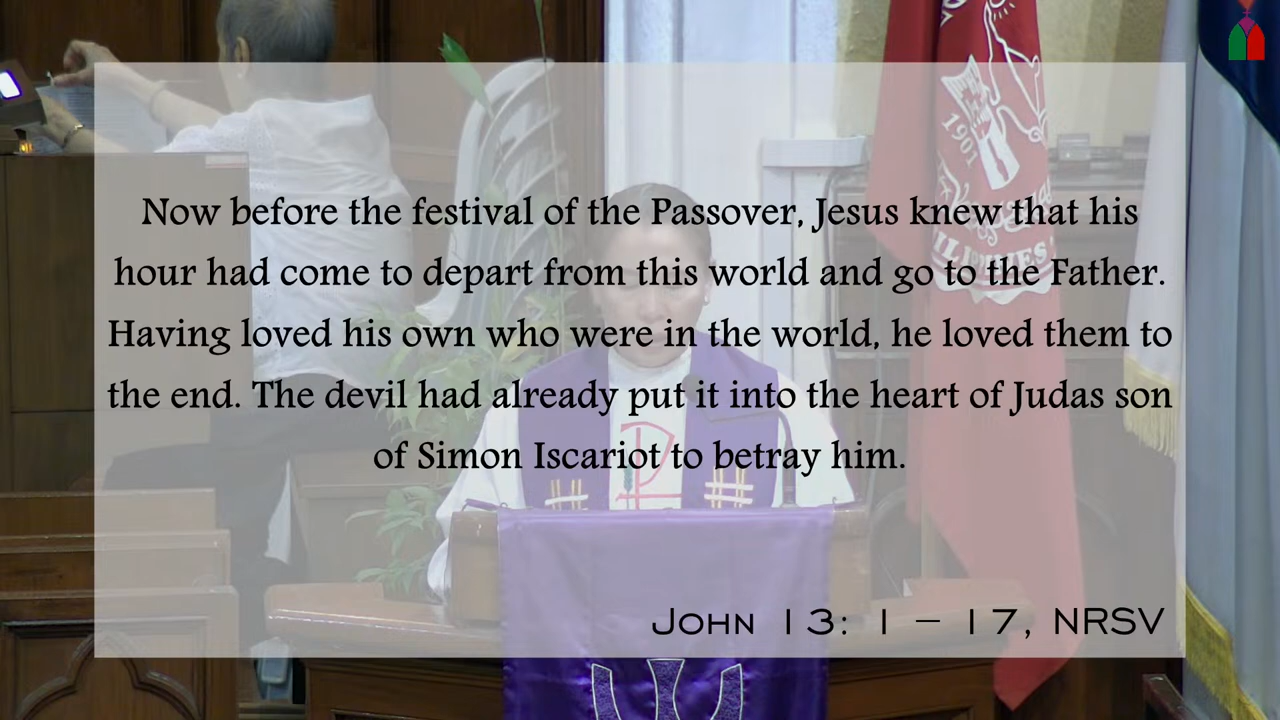 Now before the festival of the Passover, Jesus knew that his
hour had come to depart from this world and go to the Father.
Having loved his own who were in the world, he loved them to
the end. The devil had already put it into the heart of Judas son
of Simon Iscariot to betray him.
John 13: 1 – 17, NRSV
1901